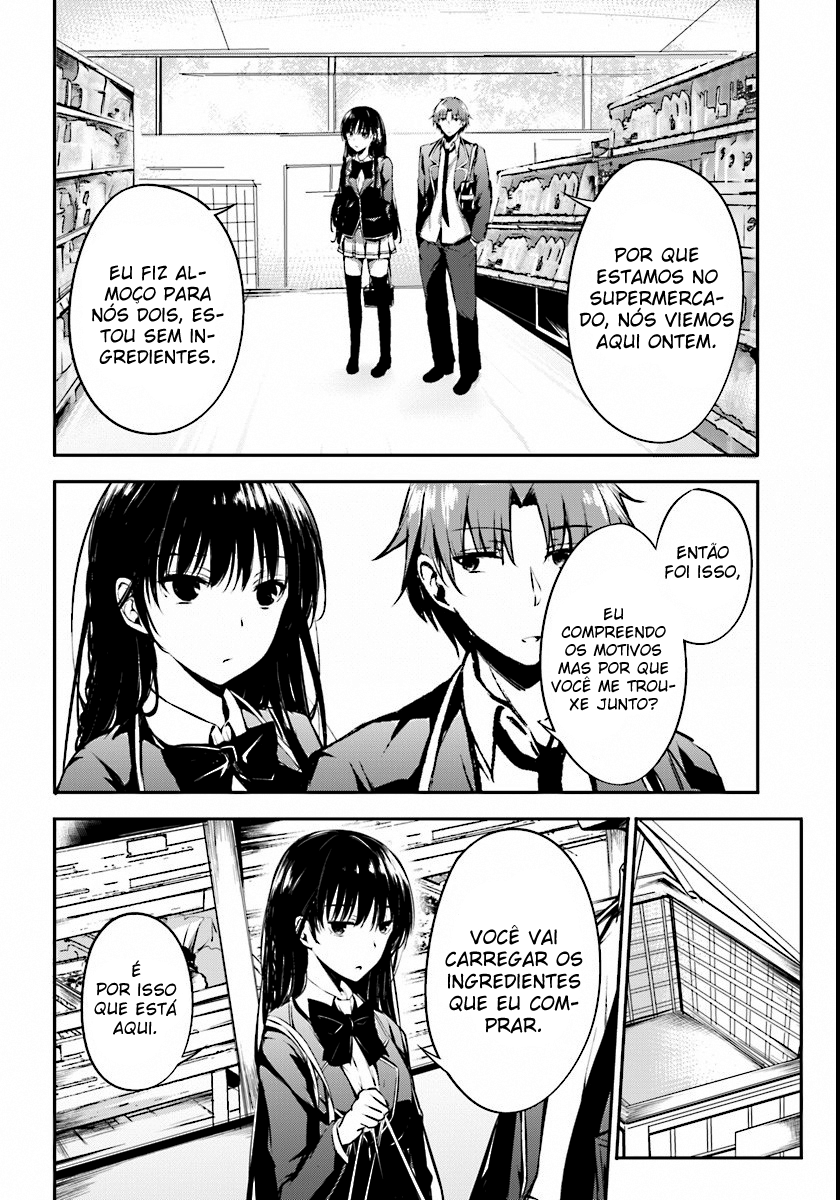 POR QUE
ESTAMOS NO
SUPERMERCA-
DO, NÓS VIEMOS
AQUI ONTEM.
EU FIZ AL-
MOÇO PARA
NÓS DOIS, ES-
TOU SEM IN-
GREDIENTES.
ENTÃO
FOI ISSO,
EU
COMPREENDO
OS MOTIVOS
MAS POR QUE
VOCÊ ME TROU-
XE JUNTO?
VOCÊ VAI
CARREGAR OS
INGREDIENTES
QUE EU COM-
PRAR.
É
POR ISSO
QUE ESTÁ
AQUI.